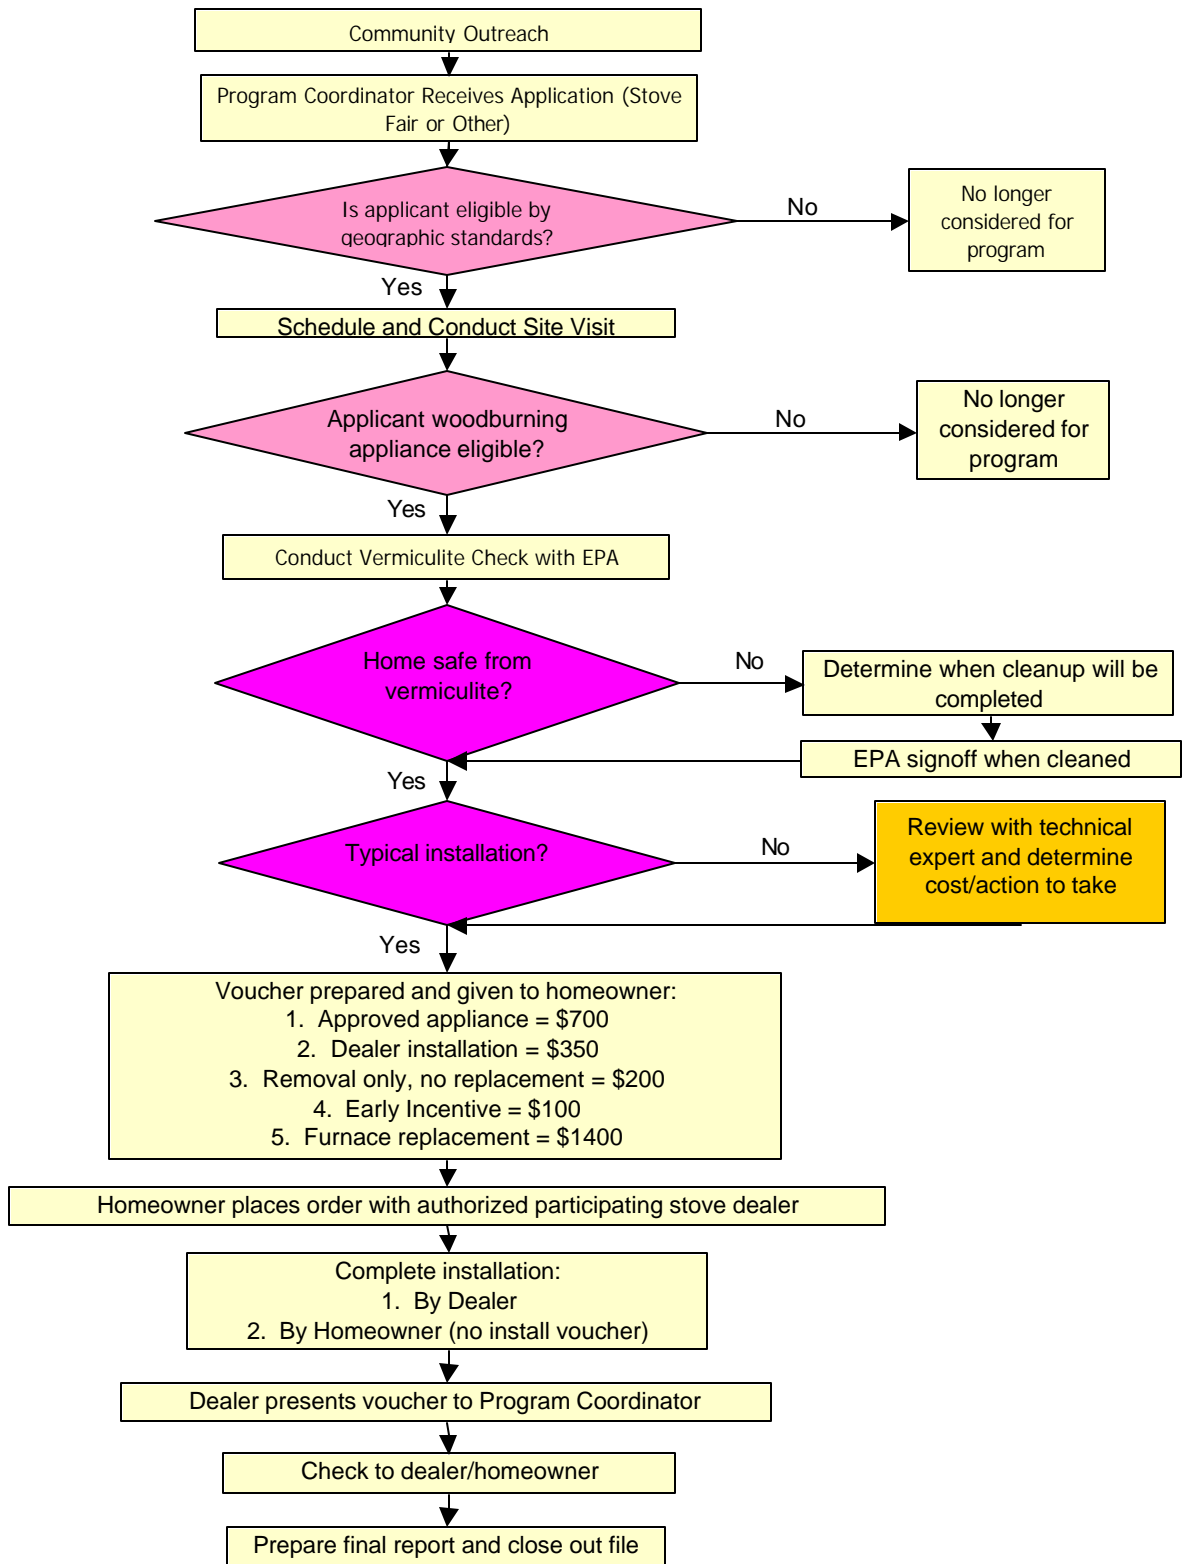 Community Outreach
Program Coordinator Receives Application (Stove
Fair or Other)
Is applicant eligible by
geographic standards?
No
No longer
considered for
program
Yes
Schedule and Conduct Site Visit
Applicant woodburning
appliance eligible?
No
No longer
considered for
program
Yes
Conduct Vermiculite Check with EPA
Home safe from
vermiculite?
No
Determine when cleanup will be
completed
EPA signoff when cleaned
Yes
Typical installation?
No
Review with technical
expert and determine
cost/action to take
Yes
Voucher prepared and given to homeowner:
1. Approved appliance = $700
2. Dealer installation = $350
3. Removal only, no replacement = $200
4. Early Incentive = $100
5. Furnace replacement = $1400
Homeowner places order with authorized participating stove dealer
Complete installation:
1. By Dealer
2. By Homeowner (no install voucher)
Dealer presents voucher to Program Coordinator
Check to dealer/homeowner
Prepare final report and close out file